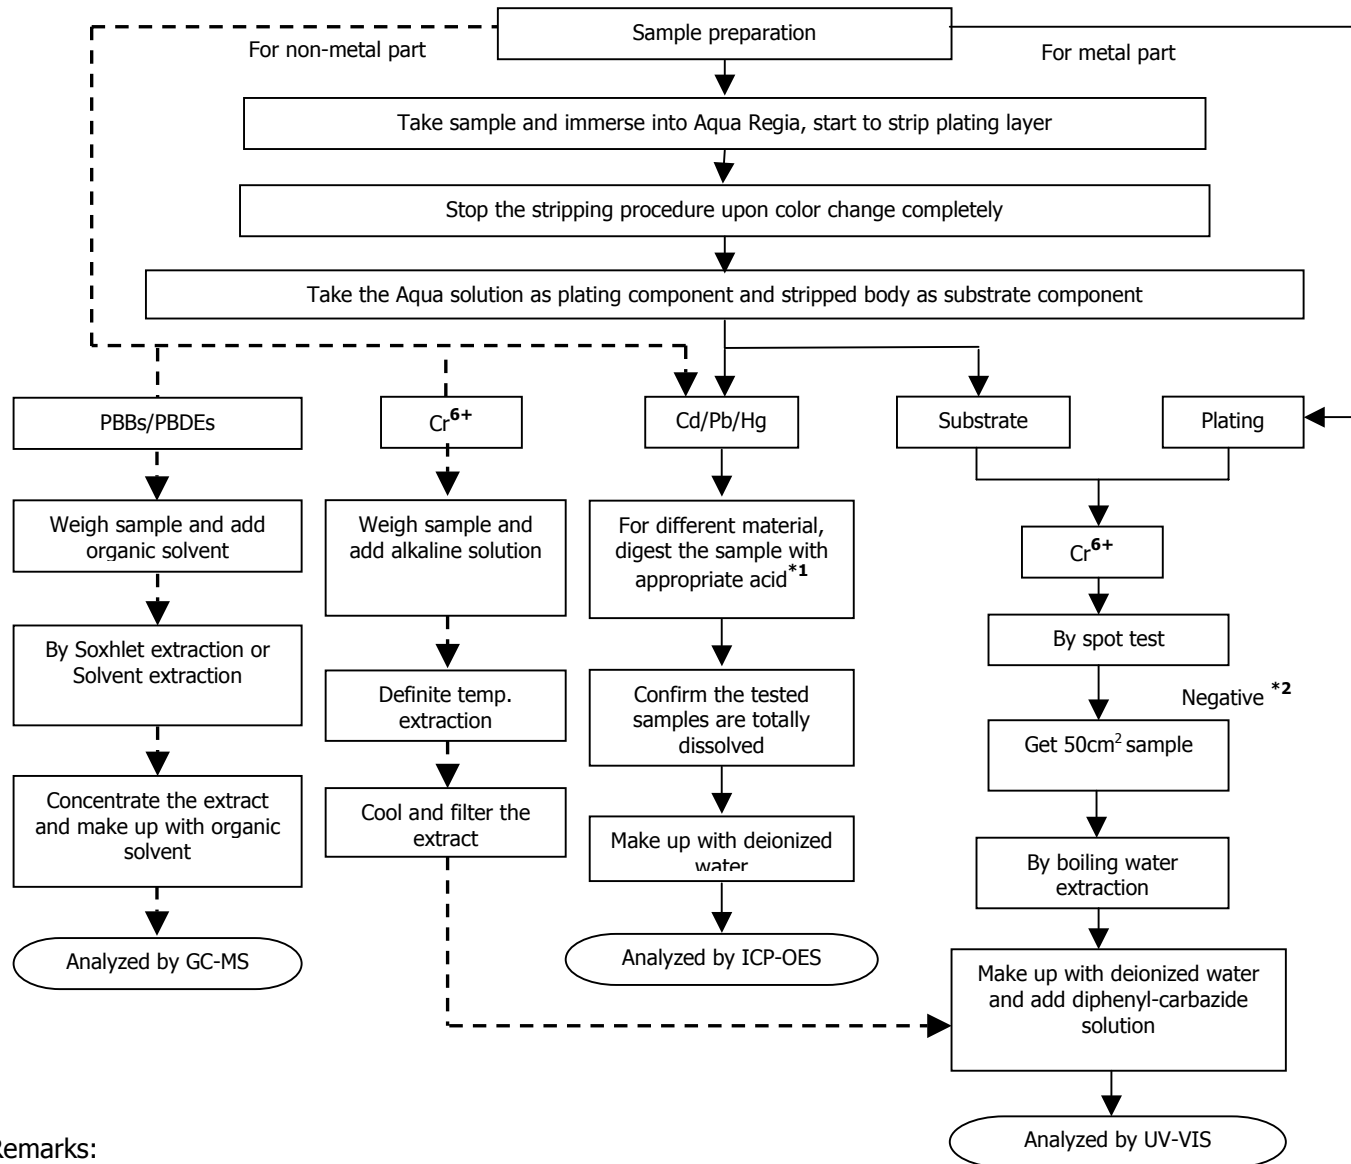 Sample preparation
For non-metal part
For metal part
Take sample and immerse into Aqua Regia, start to strip plating layer
Stop the stripping procedure upon color change completely
Take the Aqua solution as plating component and stripped body as substrate component
PBBs/PBDEs
Cr6+
Cd/Pb/Hg
Substrate
Plating
Weigh sample and add
organic solvent
Weigh sample and
add alkaline solution
For different material,
digest the sample with
appropriate acid*1
Cr6+
By spot test
By Soxhlet extraction or
Solvent extraction
Definite temp.
extraction
Confirm the tested
samples are totally
dissolved
Negative *2
Get 50cm2 sample
Concentrate the extract
and make up with organic
solvent
Cool and filter the
extract
Make up with deionized
water
By boiling water
extraction
Analyzed by GC-MS
Analyzed by ICP-OES
Make up with deionized water
and add diphenyl-carbazide
solution
Analyzed by UV-VIS
Remarks: